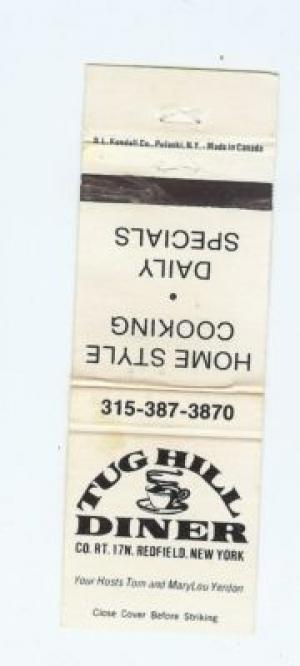 D.L. Kendall Co., Pulaski, N.Y. - Made in Canada
HOME STYLE
COOKING
•
DAILY
SPECIALS
315-387-3870
TUG HILL
DINER
CO. RT. 17N. REDFIELD, NEW YORK
Your Hosts Tom and MaryLou Yerdon
Close Cover Before Striking